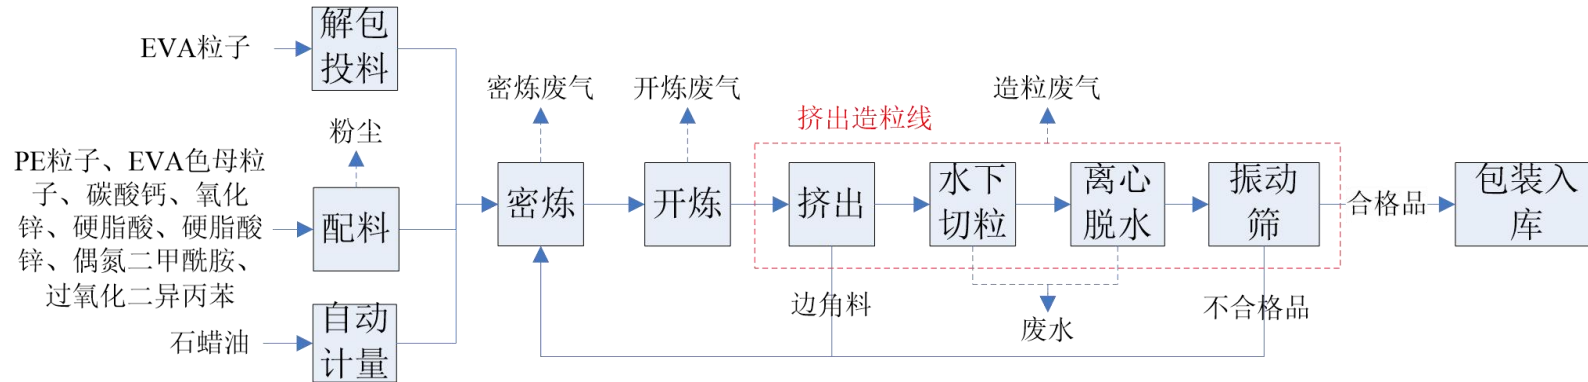 EVA粒子
解包
投料
粉尘
PE粒子、EVA色母粒
子、碳酸钙、氧化
锌、硬脂酸、硬脂酸
锌、偶氮二甲酰胺、
过氧化二异丙苯
配料
石蜡油
自动
计量
密炼废气
密炼
开炼废气
开炼
挤出造粒线
造粒废气
挤出
水下
切粒
离心
脱水
振动
筛
合格品
包装入
库
边角料
废水
不合格品